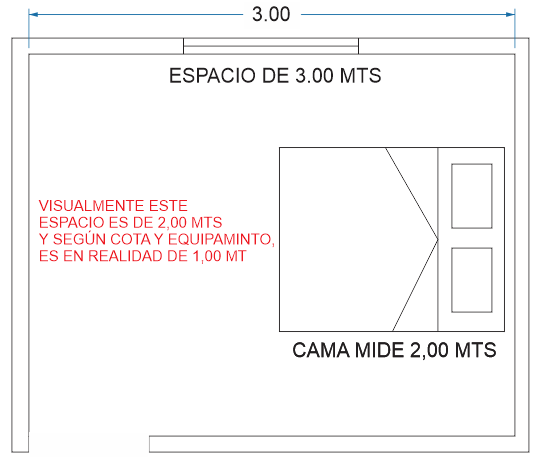 3.00
ESPACIO DE 3.00 MTS
VISUALMENTE ESTE
ESPACIO ES DE 2,00 MTS
Y SEGÚN COTA Y EQUIPAMINTO,
ES EN REALIDAD DE 1,00 MT
CAMA MIDE 2,00 MTS